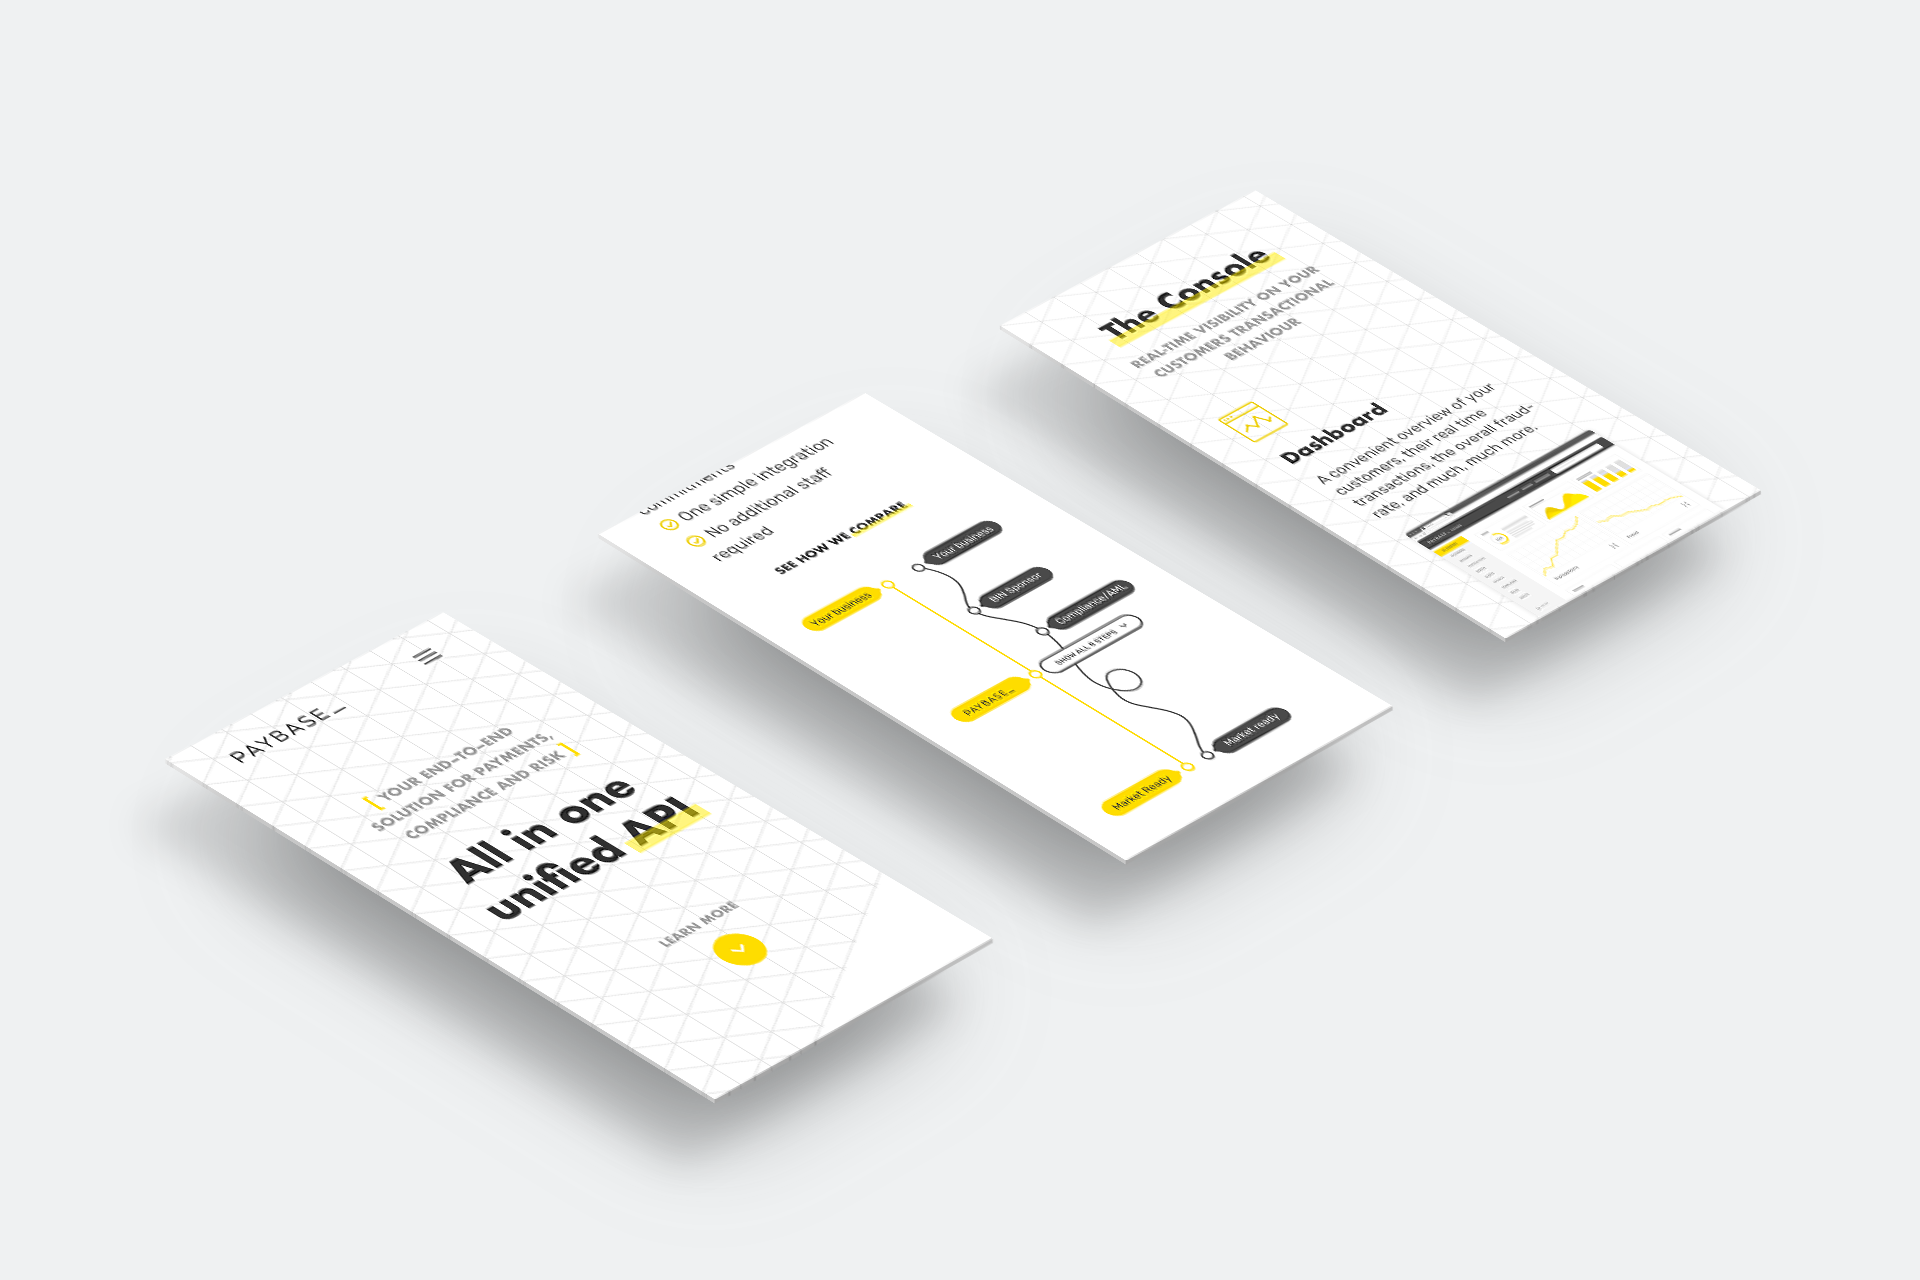 PAYBASE_
[ YOUR END-TO-END
SOLUTION FOR PAYMENTS,
COMPLIANCE AND RISK ]
All in one
unified API
LEARN MORE
One simple integration
No additional staff
required
SEE HOW WE COMPARE
Your business
Your business
BIN Sponsor
Compliance/AML
SHOW ALL 8 STEPS
PAYBASE_
Market ready
Market Ready
The Console
REAL-TIME VISIBILITY ON YOUR
CUSTOMERS TRANSACTIONAL
BEHAVIOUR
Dashboard
A convenient overview of your
customers, their real time
transactions, the overall fraud-
rate, and much, much more.